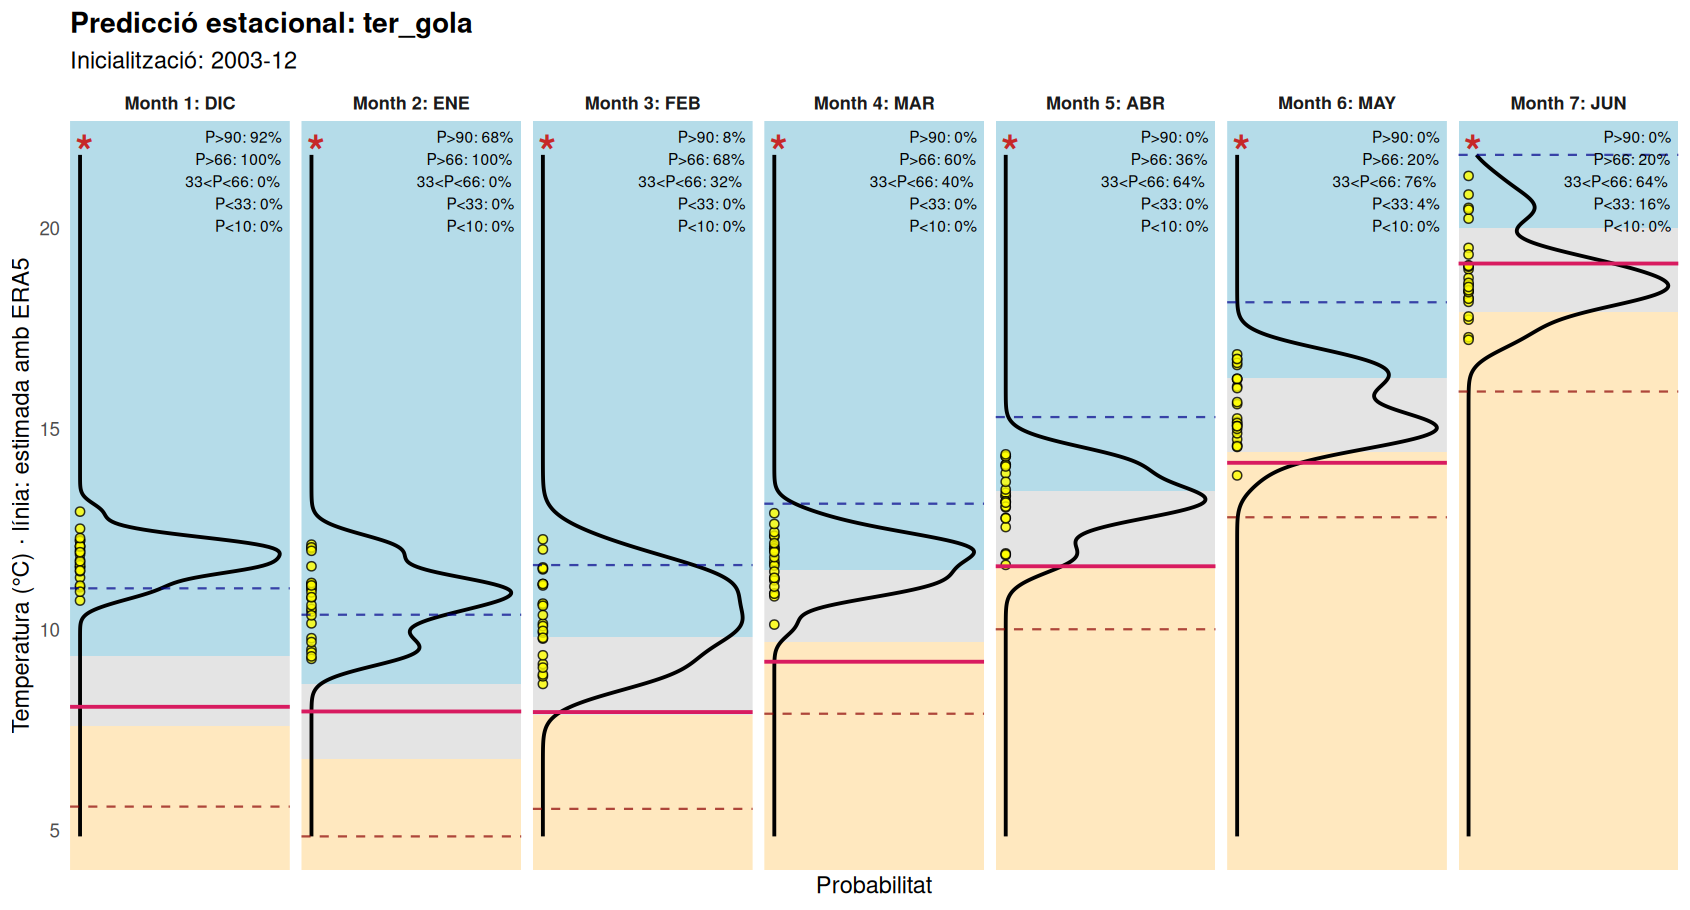 Predicció estacional: ter_gola
Inicialització: 2003-12
Month 1: DIC
Month 2: ENE
Month 3: FEB
Month 4: MAR
Month 5: ABR
Month 6: MAY
Month 7: JUN
*
P>90: 92%
P>66: 100%
33<P<66: 0%
P<33: 0%
P<10: 0%
*
P>90: 68%
P>66: 100%
33<P<66: 0%
P<33: 0%
P<10: 0%
*
P>90: 8%
P>66: 68%
33<P<66: 32%
P<33: 0%
P<10: 0%
*
P>90: 0%
P>66: 60%
33<P<66: 40%
P<33: 0%
P<10: 0%
*
P>90: 0%
P>66: 36%
33<P<66: 64%
P<33: 0%
P<10: 0%
*
P>90: 0%
P>66: 20%
33<P<66: 76%
P<33: 4%
P<10: 0%
*
P>90: 0%
P>66: 20%
33<P<66: 64%
P<33: 16%
P<10: 0%
20
15
10
5
Temperatura (°C) · línia: estimada amb ERA5
Probabilitat